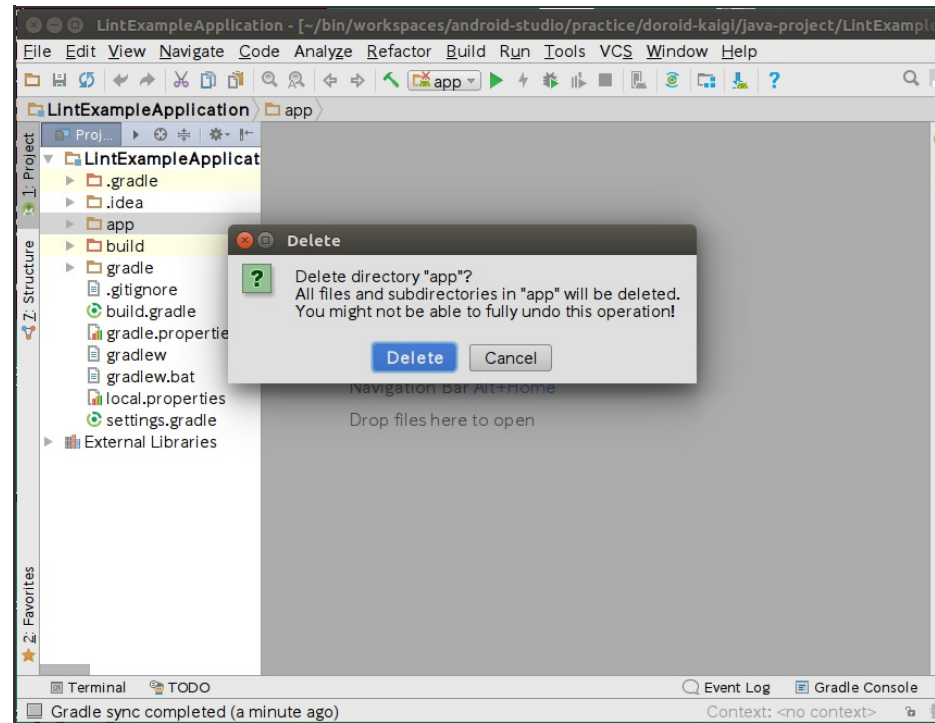 LintExampleApplication - [~/bin/workspaces/android-studio/practice/doroid-kaigi/java-project/LintExample
File Edit View Navigate Code Analyze Refactor Build Run Tools VCS Window Help
app
LintExampleApplication app
1: Project
Proj...
LintExampleApplicat
.gradle
.idea
app
build
gradle
.gitignore
build.gradle
gradle.propertie
gradlew
gradlew.bat
local.properties
settings.gradle
External Libraries
Z: Structure
2: Favorites
Delete
Delete directory "app"?
All files and subdirectories in "app" will be deleted.
You might not be able to fully undo this operation!
Delete Cancel
Navigation Bar Alt+Home
Drop files here to open
Terminal TODO Event Log Gradle Console
Gradle sync completed (a minute ago) Context: <no context>